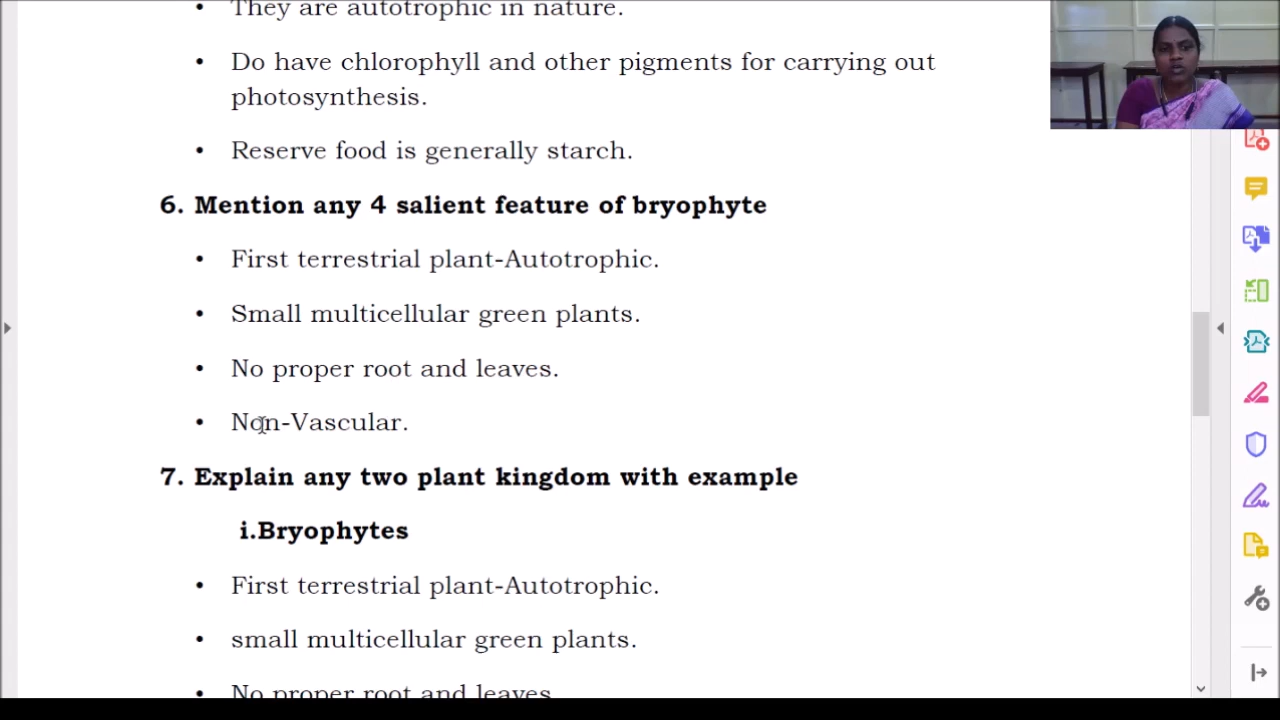 • They are autotrophic in nature.
• Do have chlorophyll and other pigments for carrying out
photosynthesis.
• Reserve food is generally starch.
6. Mention any 4 salient feature of bryophyte
• First terrestrial plant-Autotrophic.
• Small multicellular green plants.
• No proper root and leaves.
• Non-Vascular.
7. Explain any two plant kingdom with example
i.Bryophytes
• First terrestrial plant-Autotrophic.
• small multicellular green plants.
• No proper root and leaves